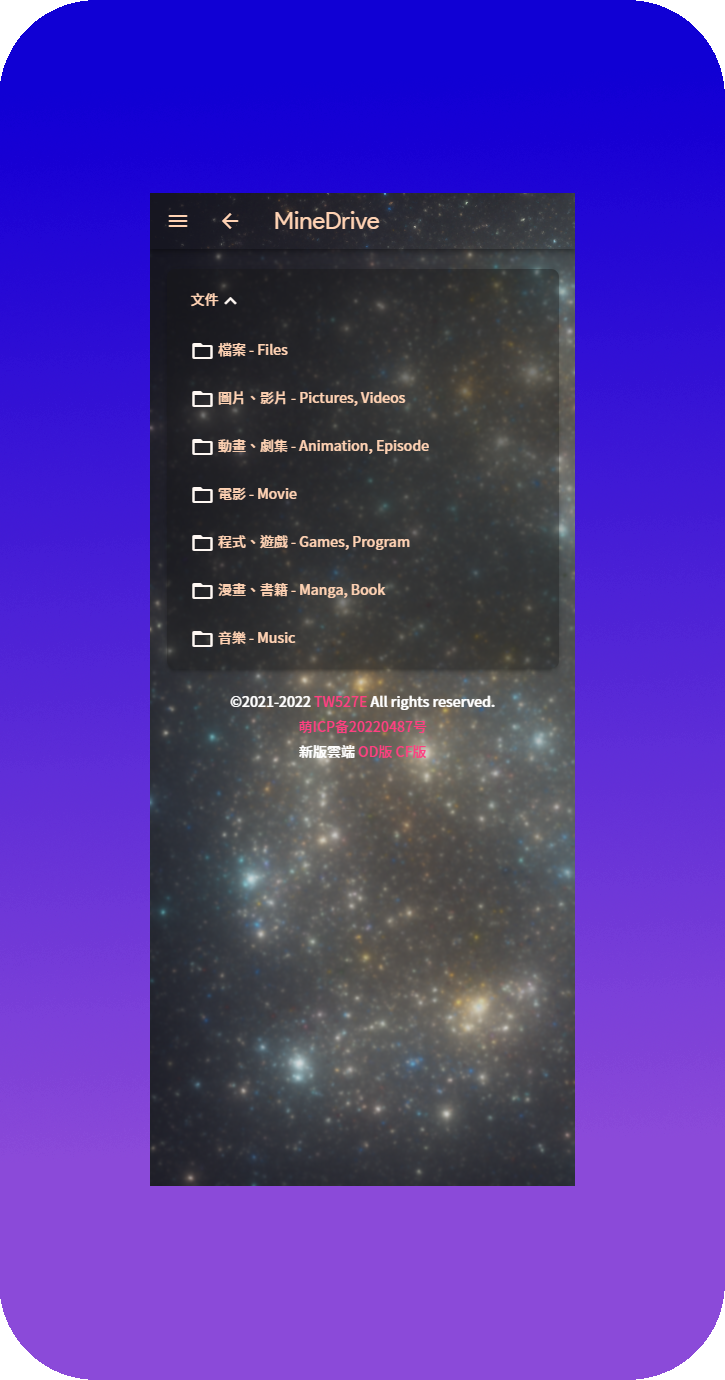 MineDrive
文件
檔案 - Files
圖片、影片 - Pictures, Videos
動畫、劇集 - Animation, Episode
電影 - Movie
程式、遊戲 - Games, Program
漫畫、書籍 - Manga, Book
音樂 - Music
©2021-2022 TW527E All rights reserved.
萌ICP备20220487号
新版雲端 OD版 CF版